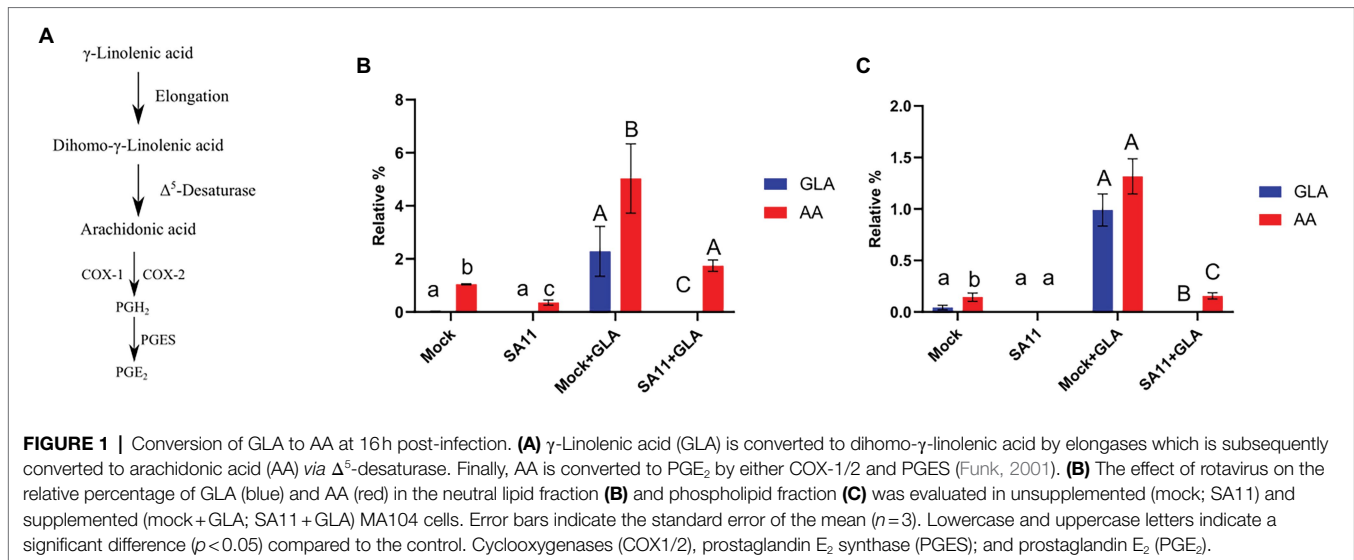 A
γ-Linolenic acid
Elongation
Dihomo-γ-Linolenic acid
Δ⁵-Desaturase
Arachidonic acid
COX-1 COX-2
PGH₂
PGES
PGE₂
B
Relative %
8
6
4
2
0
a b a c A B C A
Mock SA11 Mock+GLA SA11+GLA
GLA
AA
C
Relative %
2.0
1.5
1.0
0.5
0.0
a b a a A A B C
Mock SA11 Mock+GLA SA11+GLA
GLA
AA
FIGURE 1 | Conversion of GLA to AA at 16 h post-infection. (A) γ-Linolenic acid (GLA) is converted to dihomo-γ-linolenic acid by elongases which is subsequently
converted to arachidonic acid (AA) via Δ⁵-desaturase. Finally, AA is converted to PGE₂ by either COX-1/2 and PGES (Funk, 2001). (B) The effect of rotavirus on the
relative percentage of GLA (blue) and AA (red) in the neutral lipid fraction (B) and phospholipid fraction (C) was evaluated in unsupplemented (mock; SA11) and
supplemented (mock + GLA; SA11 + GLA) MA104 cells. Error bars indicate the standard error of the mean (n = 3). Lowercase and uppercase letters indicate a
significant difference (p < 0.05) compared to the control. Cyclooxygenases (COX1/2), prostaglandin E₂ synthase (PGES); and prostaglandin E₂ (PGE₂).